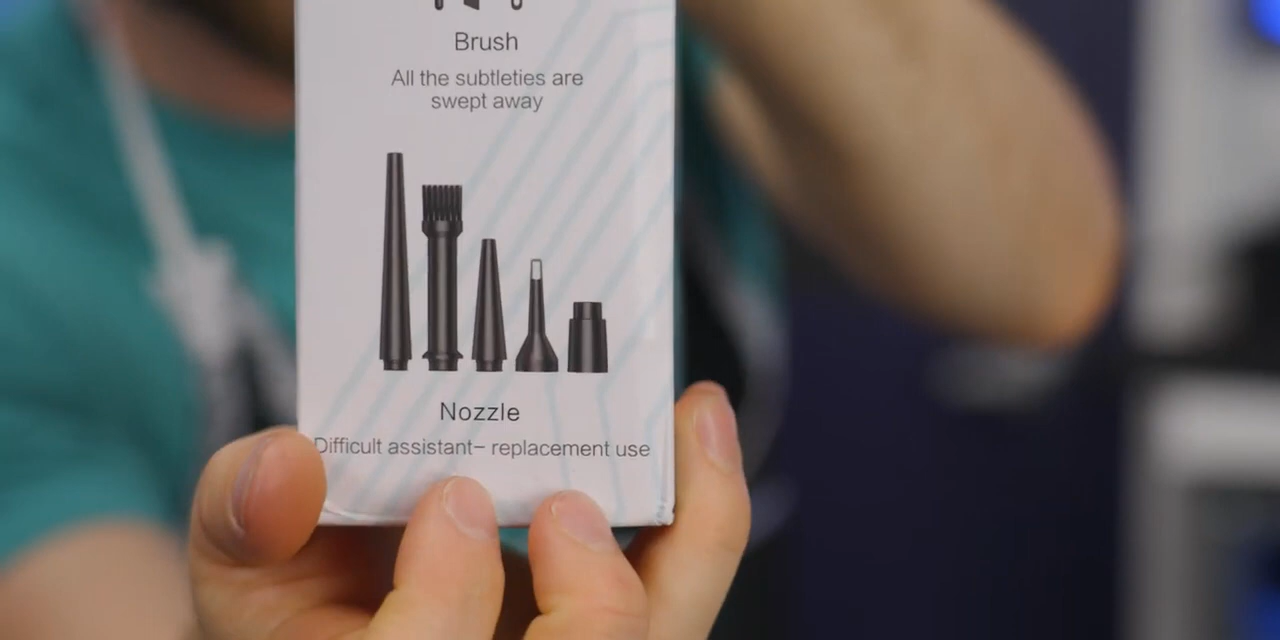 Brush
All the subtleties are
swept away
Nozzle
Difficult assistant– replacement use